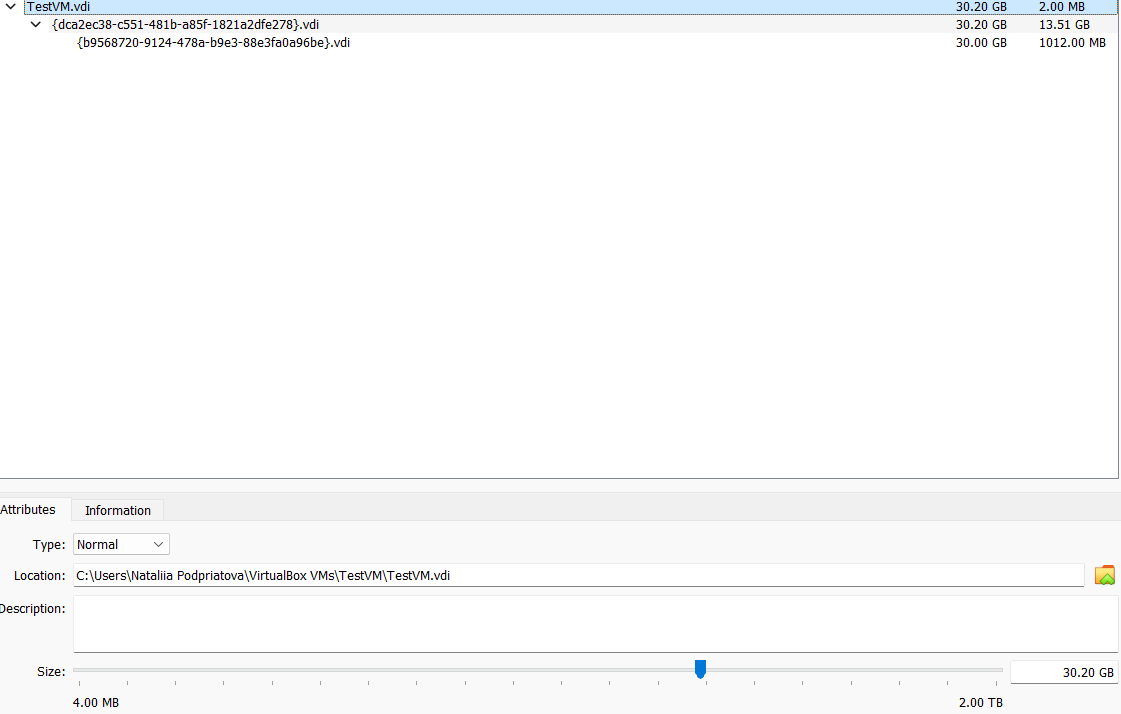 TestVM.vdi 30.20 GB 2.00 MB
{dca2ec38-c551-481b-a85f-1821a2dfe278}.vdi 30.20 GB 13.51 GB
{b9568720-9124-478a-b9e3-88e3fa0a96be}.vdi 30.00 GB 1012.00 MB
Attributes Information
Type: Normal
Location: C:\Users\Nataliia Podpriatova\VirtualBox VMs\TestVM\TestVM.vdi
Description:
Size: 30.20 GB
4.00 MB 2.00 TB